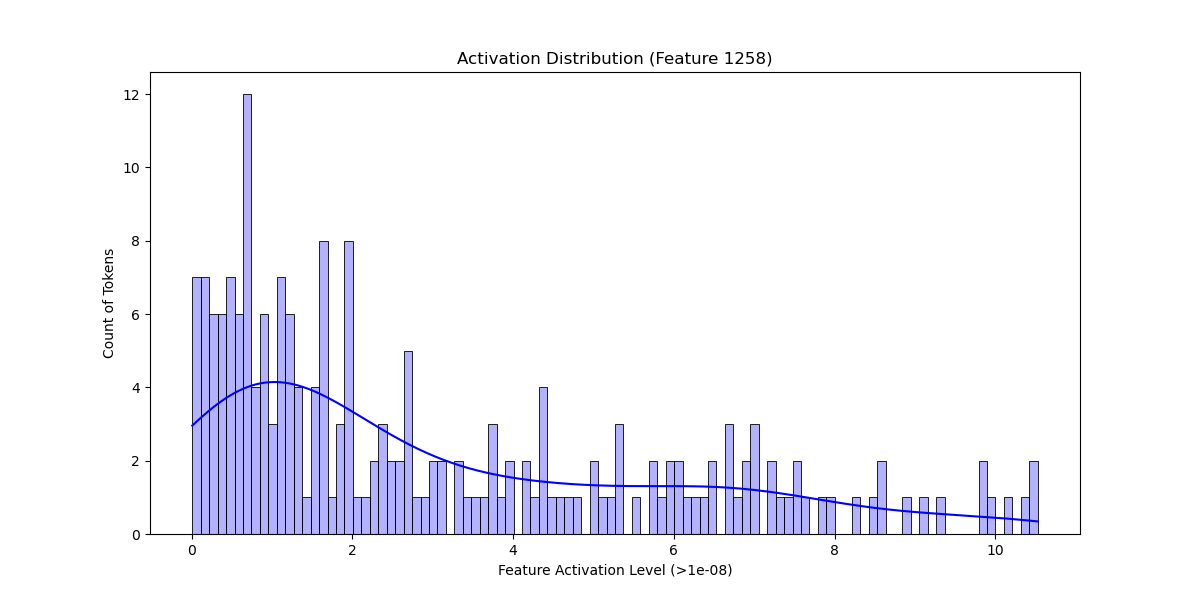 Activation Distribution (Feature 1258)
12
10
8
6
4
2
0
Count of Tokens
0 2 4 6 8 10
Feature Activation Level (>1e-08)